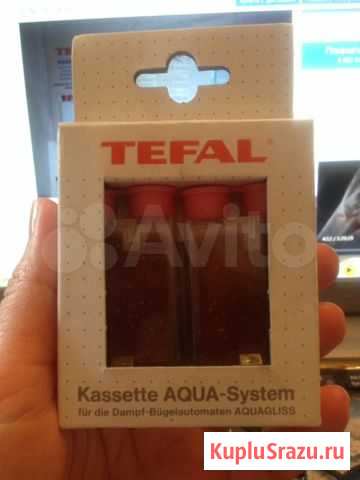 TEFAL
Avito
Kassette AQUA-System
für die Dampf-Bügelautomaten AQUAGLISS
KupluSrazu.ru